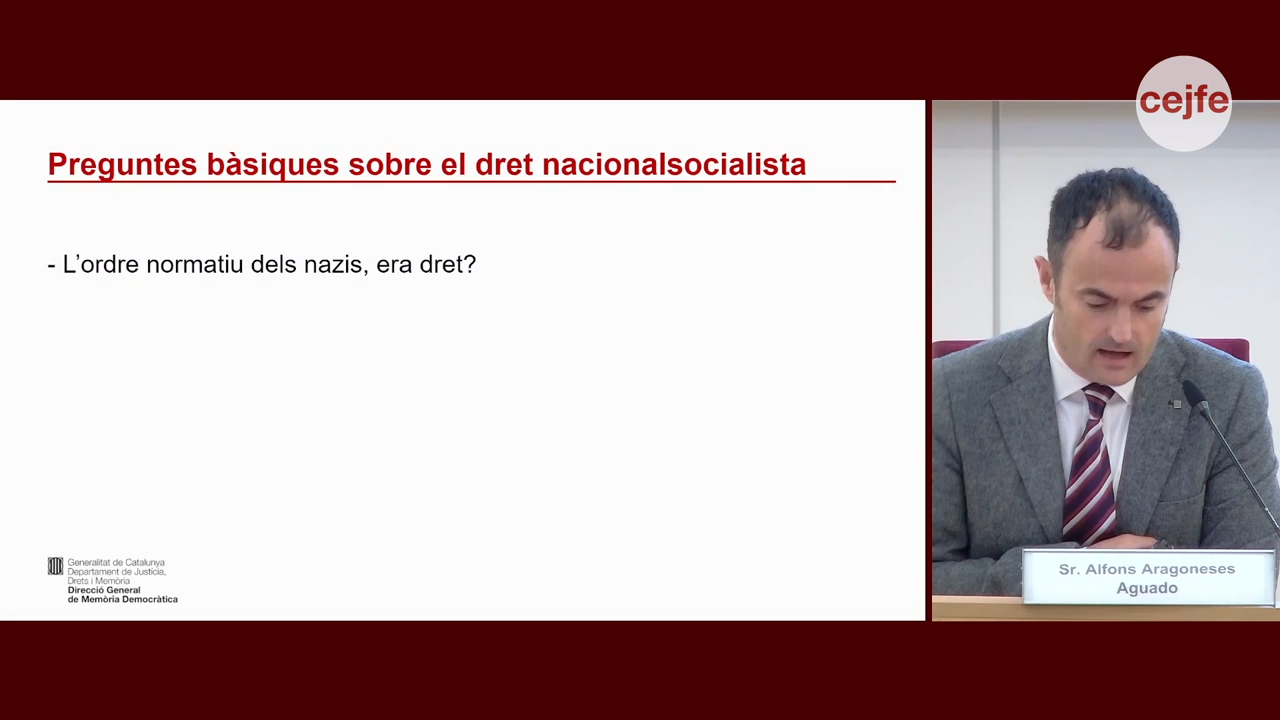 cejfe
Preguntes bàsiques sobre el dret nacionalsocialista
- L’ordre normatiu dels nazis, era dret?
Generalitat de Catalunya
Departament de Justícia,
Drets i Memòria
Direcció General
de Memòria Democràtica
Sr. Alfons Aragoneses
Aguado